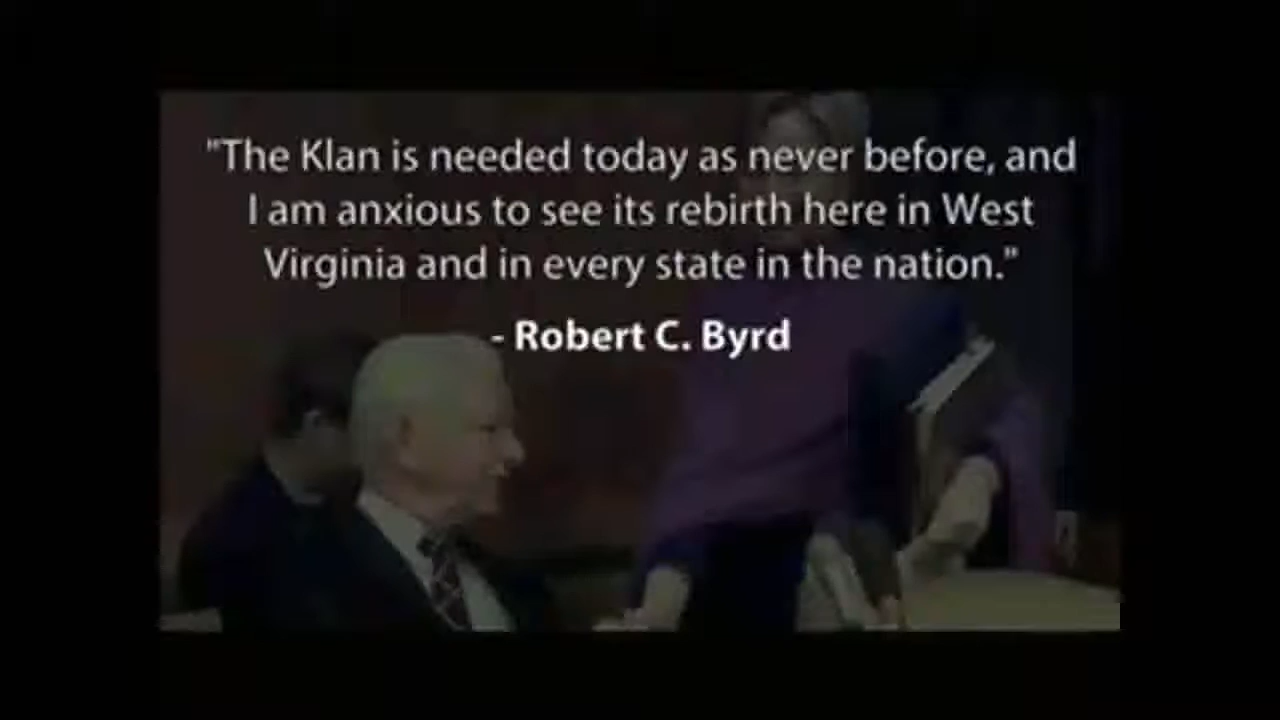 "The Klan is needed today as never before, and
I am anxious to see its rebirth here in West
Virginia and in every state in the nation."
- Robert C. Byrd